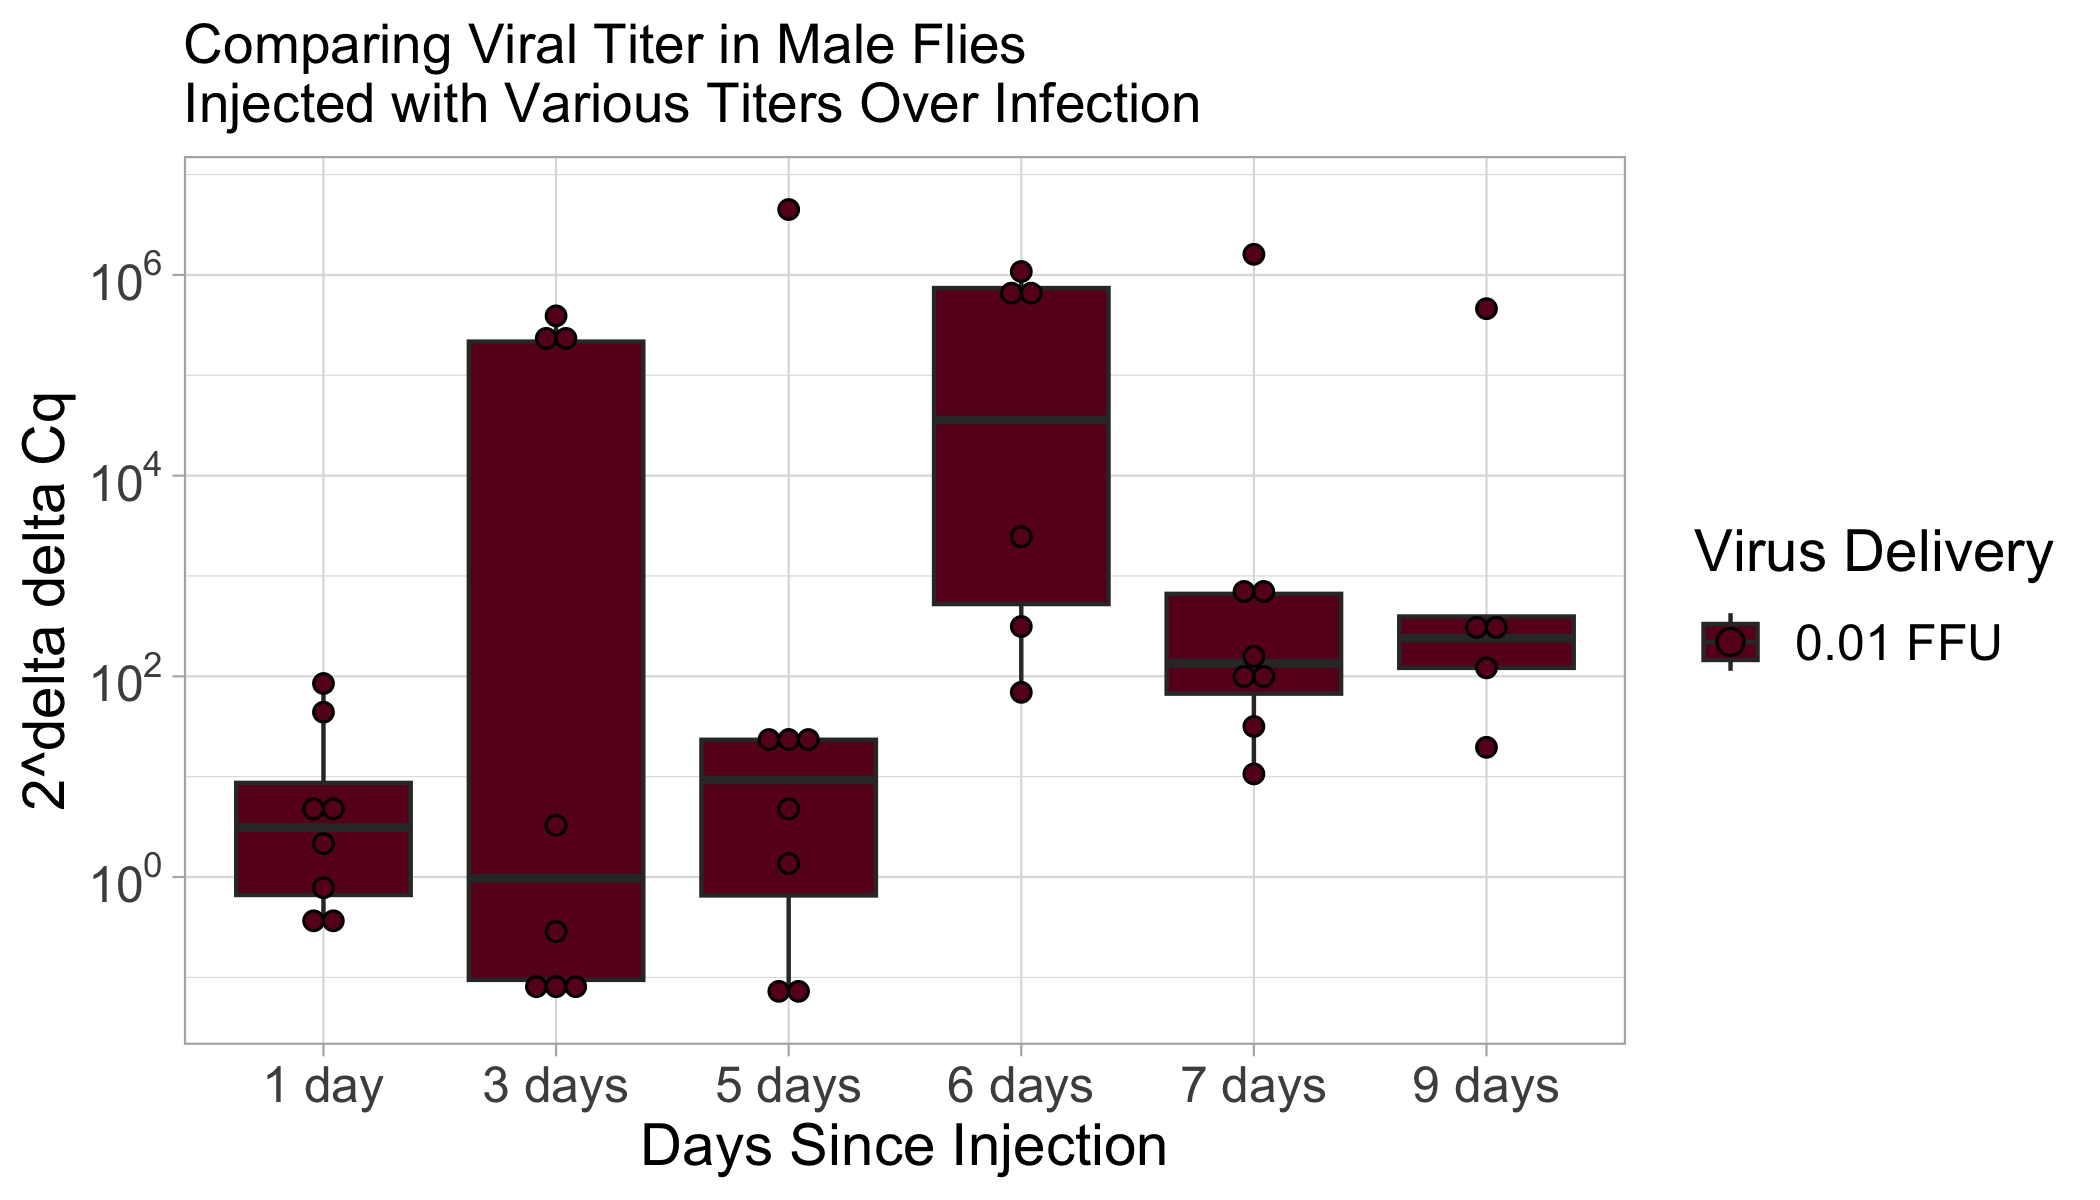 Comparing Viral Titer in Male Flies
Injected with Various Titers Over Infection
2^delta delta Cq
10^6
10^4
10^2
10^0
1 day
3 days
5 days
6 days
7 days
9 days
Days Since Injection
Virus Delivery
0.01 FFU